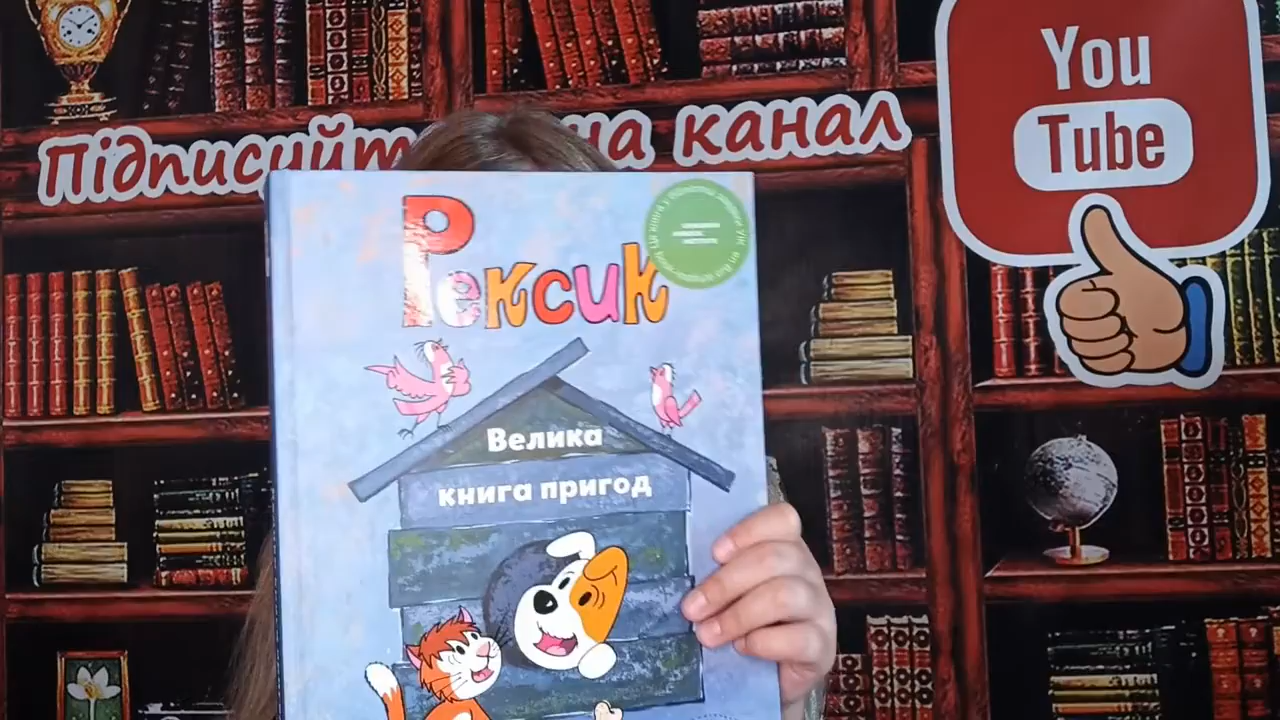 Підписуйт на канал
You
Tube
Рексик
Велика
книга пригод